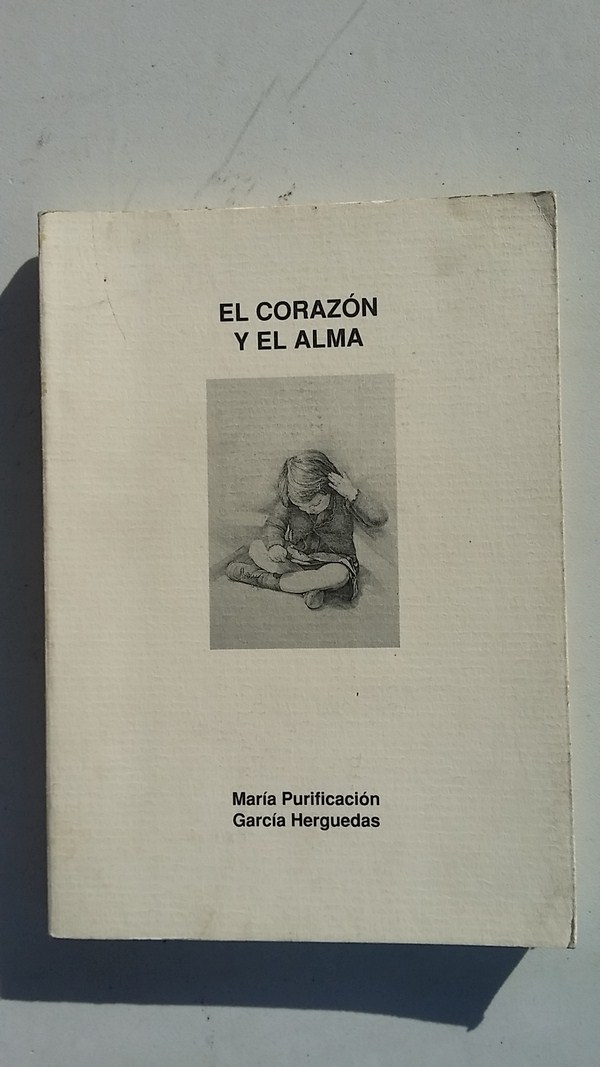 EL CORAZÓN
Y EL ALMA
María Purificación
García Herguedas